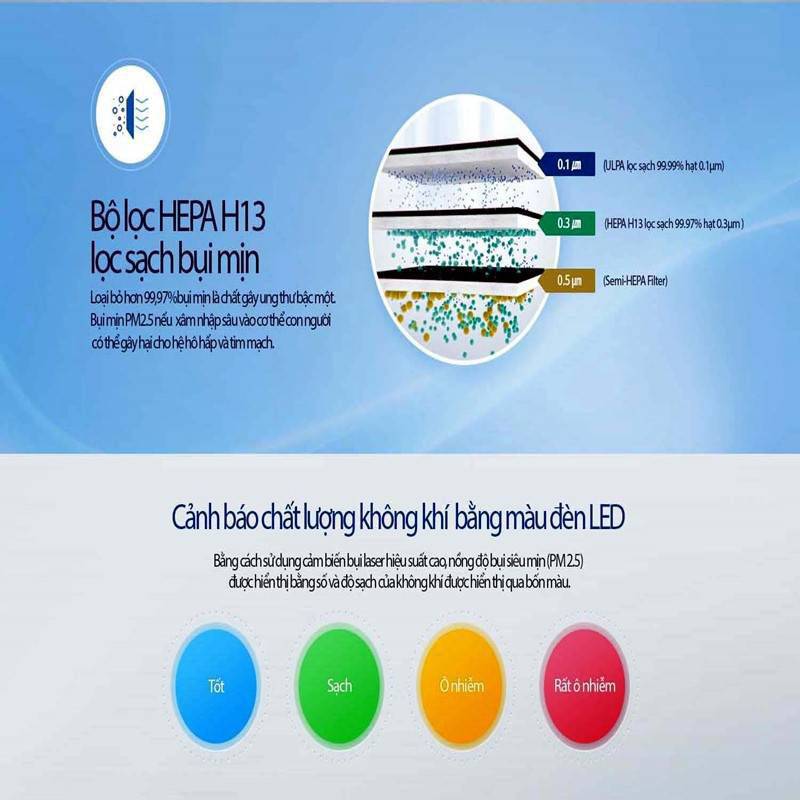 Bộ lọc HEPA H13
lọc sạch bụi mịn
Loại bỏ hơn 99,97% bụi mịn là chất gây ung thư bậc một.
Bụi mịn PM2.5 nếu xâm nhập sâu vào cơ thể con người
có thể gây hại cho hệ hô hấp và tim mạch.
0.1 μm (ULPA lọc sạch 99.99% hạt 0.1μm)
0.3 μm (HEPA H13 lọc sạch 99.97% hạt 0.3μm )
0.5 μm (Semi-HEPA Filter)
Cảnh báo chất lượng không khí bằng màu đèn LED
Bằng cách sử dụng cảm biến bụi laser hiệu suất cao, nồng độ bụi siêu mịn (PM 2.5)
được hiển thị bằng số và độ sạch của không khí được hiển thị qua bốn màu.
Tốt Sạch Ô nhiễm Rất ô nhiễm